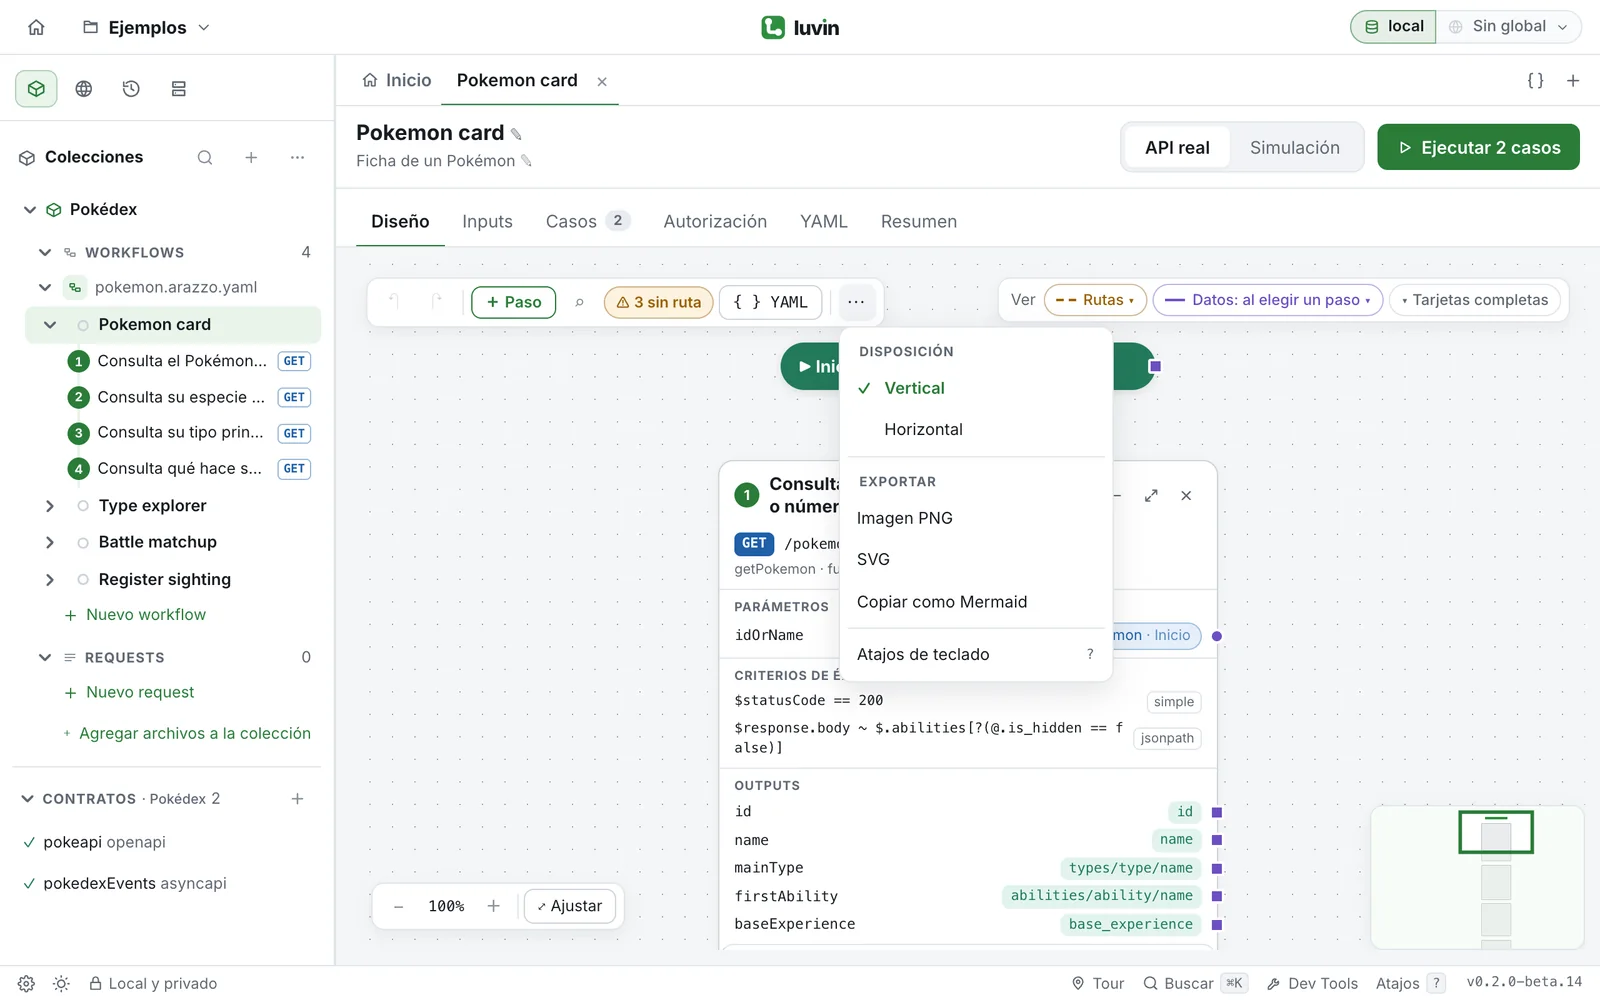 Ejemplos
luvin
local
Sin global
Inicio
Pokemon card
Colecciones
Pokédex
WORKFLOWS 4
pokemon.arazzo.yaml
Pokemon card
1 Consulta el Pokémon... GET
2 Consulta su especie ... GET
3 Consulta su tipo prin... GET
4 Consulta qué hace s... GET
Type explorer
Battle matchup
Register sighting
+ Nuevo workflow
REQUESTS 0
+ Nuevo request
+ Agregar archivos a la colección
CONTRATOS · Pokédex 2
pokeapi openapi
pokedexEvents asyncapi
Pokemon card
Ficha de un Pokémon
API real
Simulación
Ejecutar 2 casos
Diseño
Inputs
Casos 2
Autorización
YAML
Resumen
+ Paso
3 sin ruta
{ } YAML
...
Ver
Rutas
Datos: al elegir un paso
Tarjetas completas
DISPOSICIÓN
Vertical
Horizontal
EXPORTAR
Imagen PNG
SVG
Copiar como Mermaid
Atajos de teclado ?
1 Consulta
o númer
GET /pokem
getPokemon · fu
PARÁMETROS
idOrName
mon · Inicio
CRITERIOS DE É
$statusCode == 200 simple
$response.body ~ $.abilities[?(@.is_hidden == f
alse)] jsonpath
OUTPUTS
id id
name name
mainType types/type/name
firstAbility abilities/ability/name
baseExperience base_experience
− 100% +
Ajustar
Local y privado
Tour
Buscar ⌘K
Dev Tools
Atajos ?
v0.2.0-beta.14